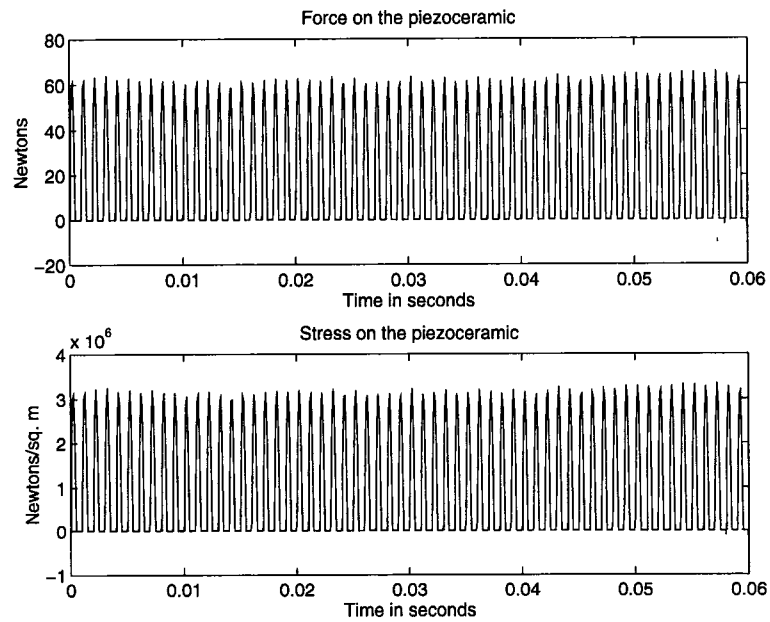 Force on the piezoceramic
80
60
40
20
0
−20
Newtons
0 0.01 0.02 0.03 0.04 0.05 0.06
Time in seconds
Stress on the piezoceramic
x 10^6
4
3
2
1
0
−1
Newtons/sq. m
0 0.01 0.02 0.03 0.04 0.05 0.06
Time in seconds